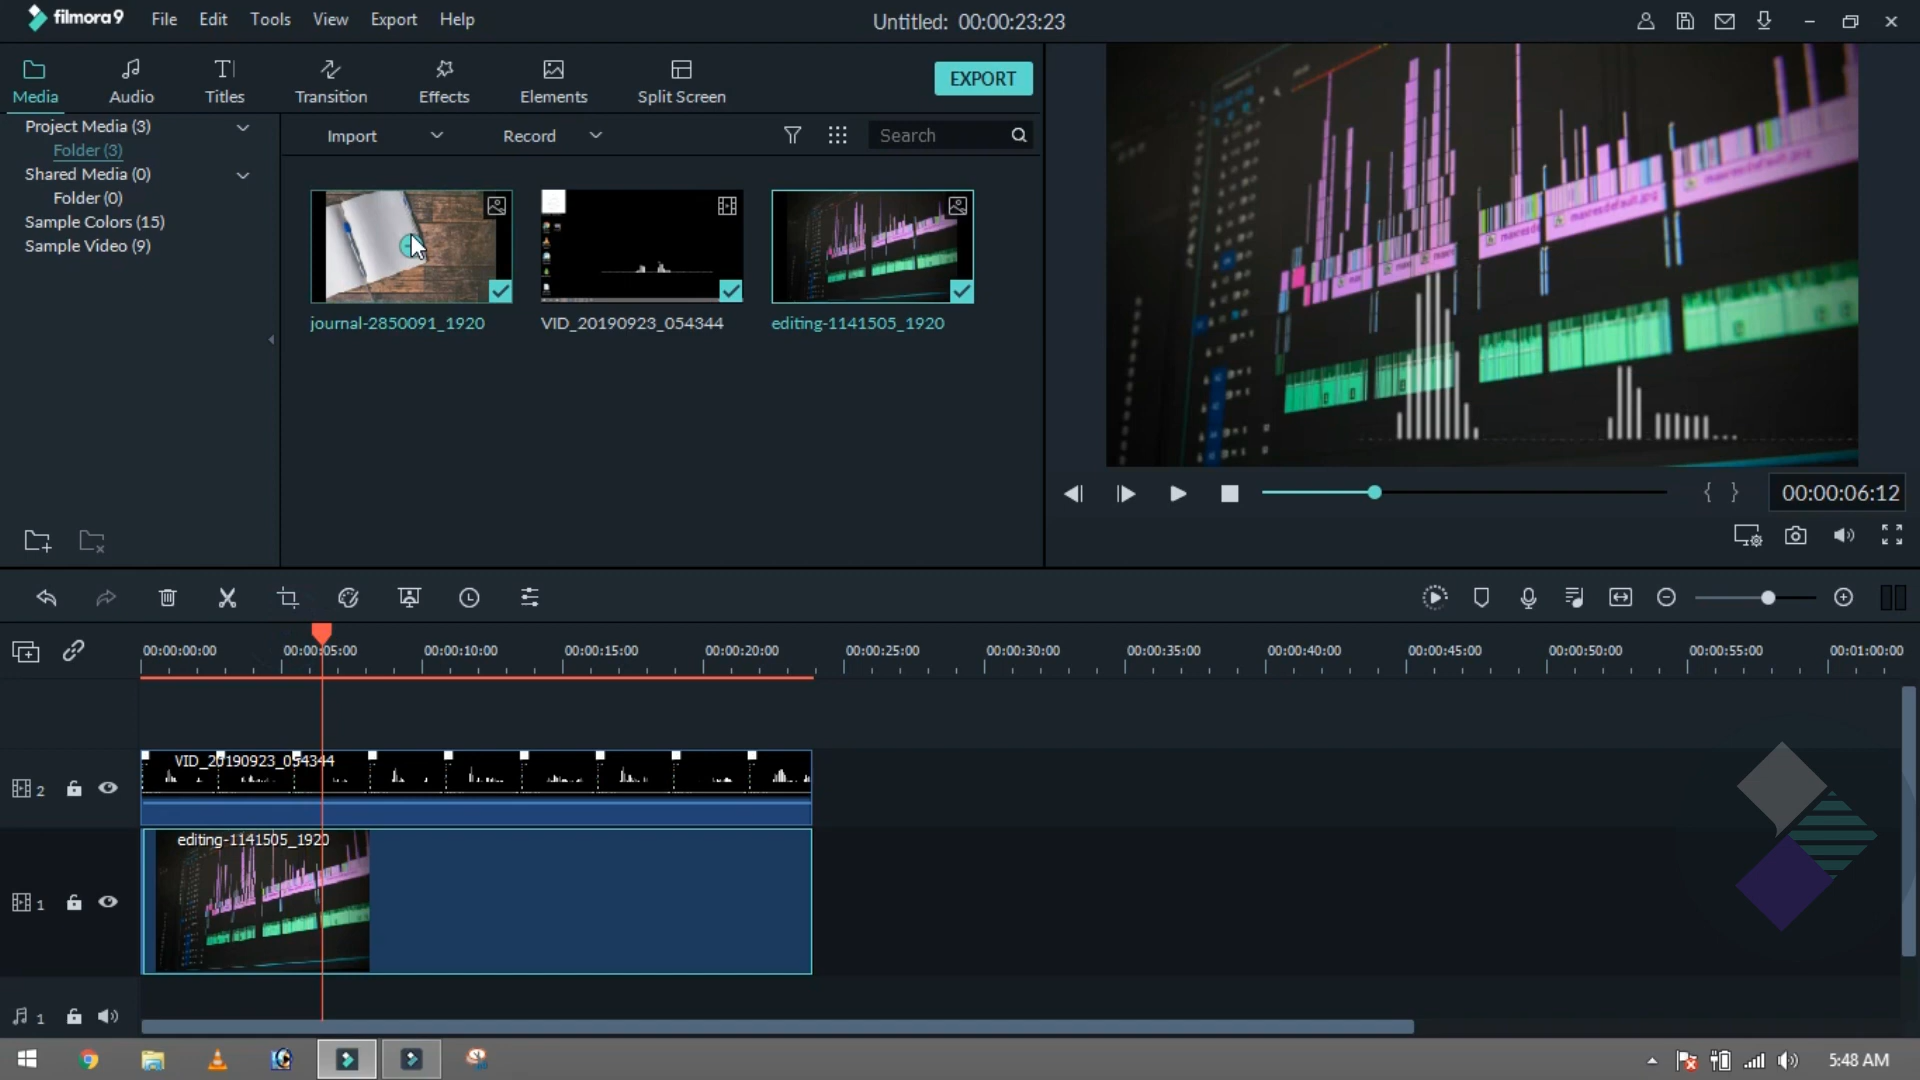 filmora9
File Edit Tools View Export Help
Untitled: 00:00:23:23
Media Audio Titles Transition Effects Elements Split Screen
EXPORT
Project Media (3)
Folder (3)
Shared Media (0)
Folder (0)
Sample Colors (15)
Sample Video (9)
Import Record Search
journal-2850091_1920 VID_20190923_054344 editing-1141505_1920
00:00:06:12
00:00:00:00 00:00:05:00 00:00:10:00 00:00:15:00 00:00:20:00 00:00:25:00 00:00:30:00 00:00:35:00 00:00:40:00 00:00:45:00 00:00:50:00 00:00:55:00 00:01:00:00
VID_20190923_054344
2
editing-1141505_1920
1
1
5:48 AM